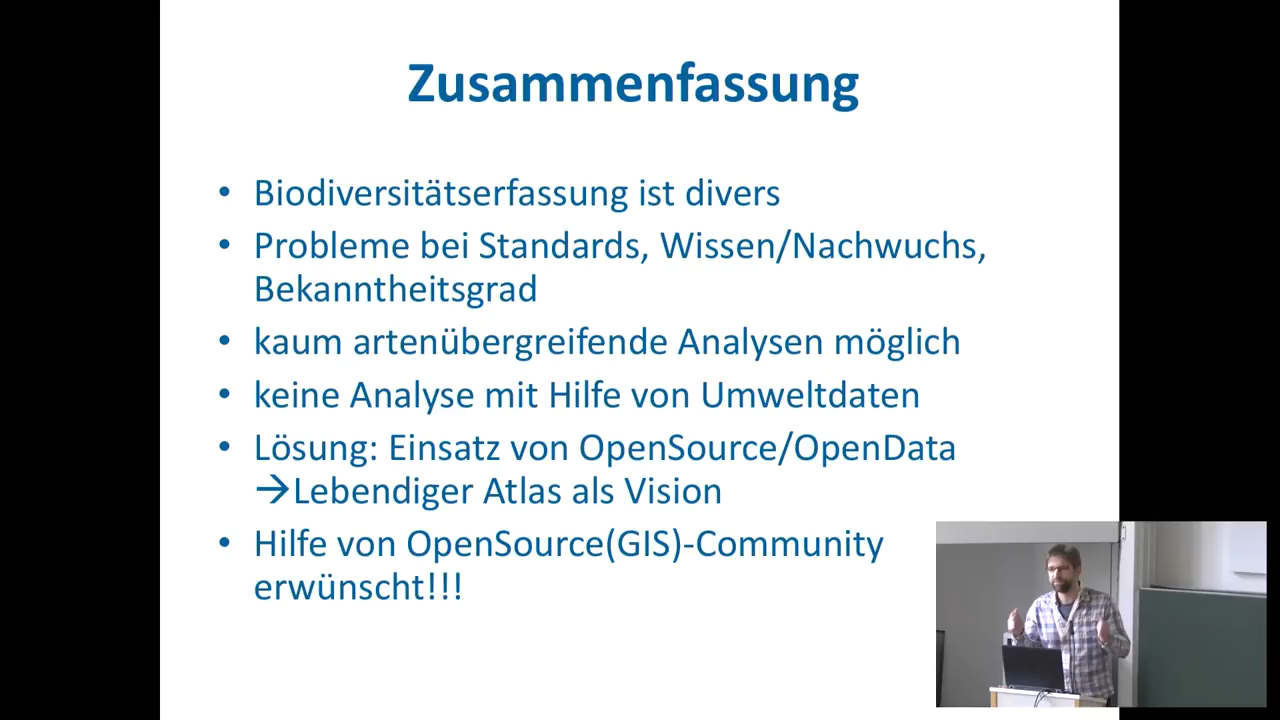 Zusammenfassung
• Biodiversitätserfassung ist divers
• Probleme bei Standards, Wissen/Nachwuchs,
Bekanntheitsgrad
• kaum artenübergreifende Analysen möglich
• keine Analyse mit Hilfe von Umweltdaten
• Lösung: Einsatz von OpenSource/OpenData
→Lebendiger Atlas als Vision
• Hilfe von OpenSource(GIS)-Community
erwünscht!!!